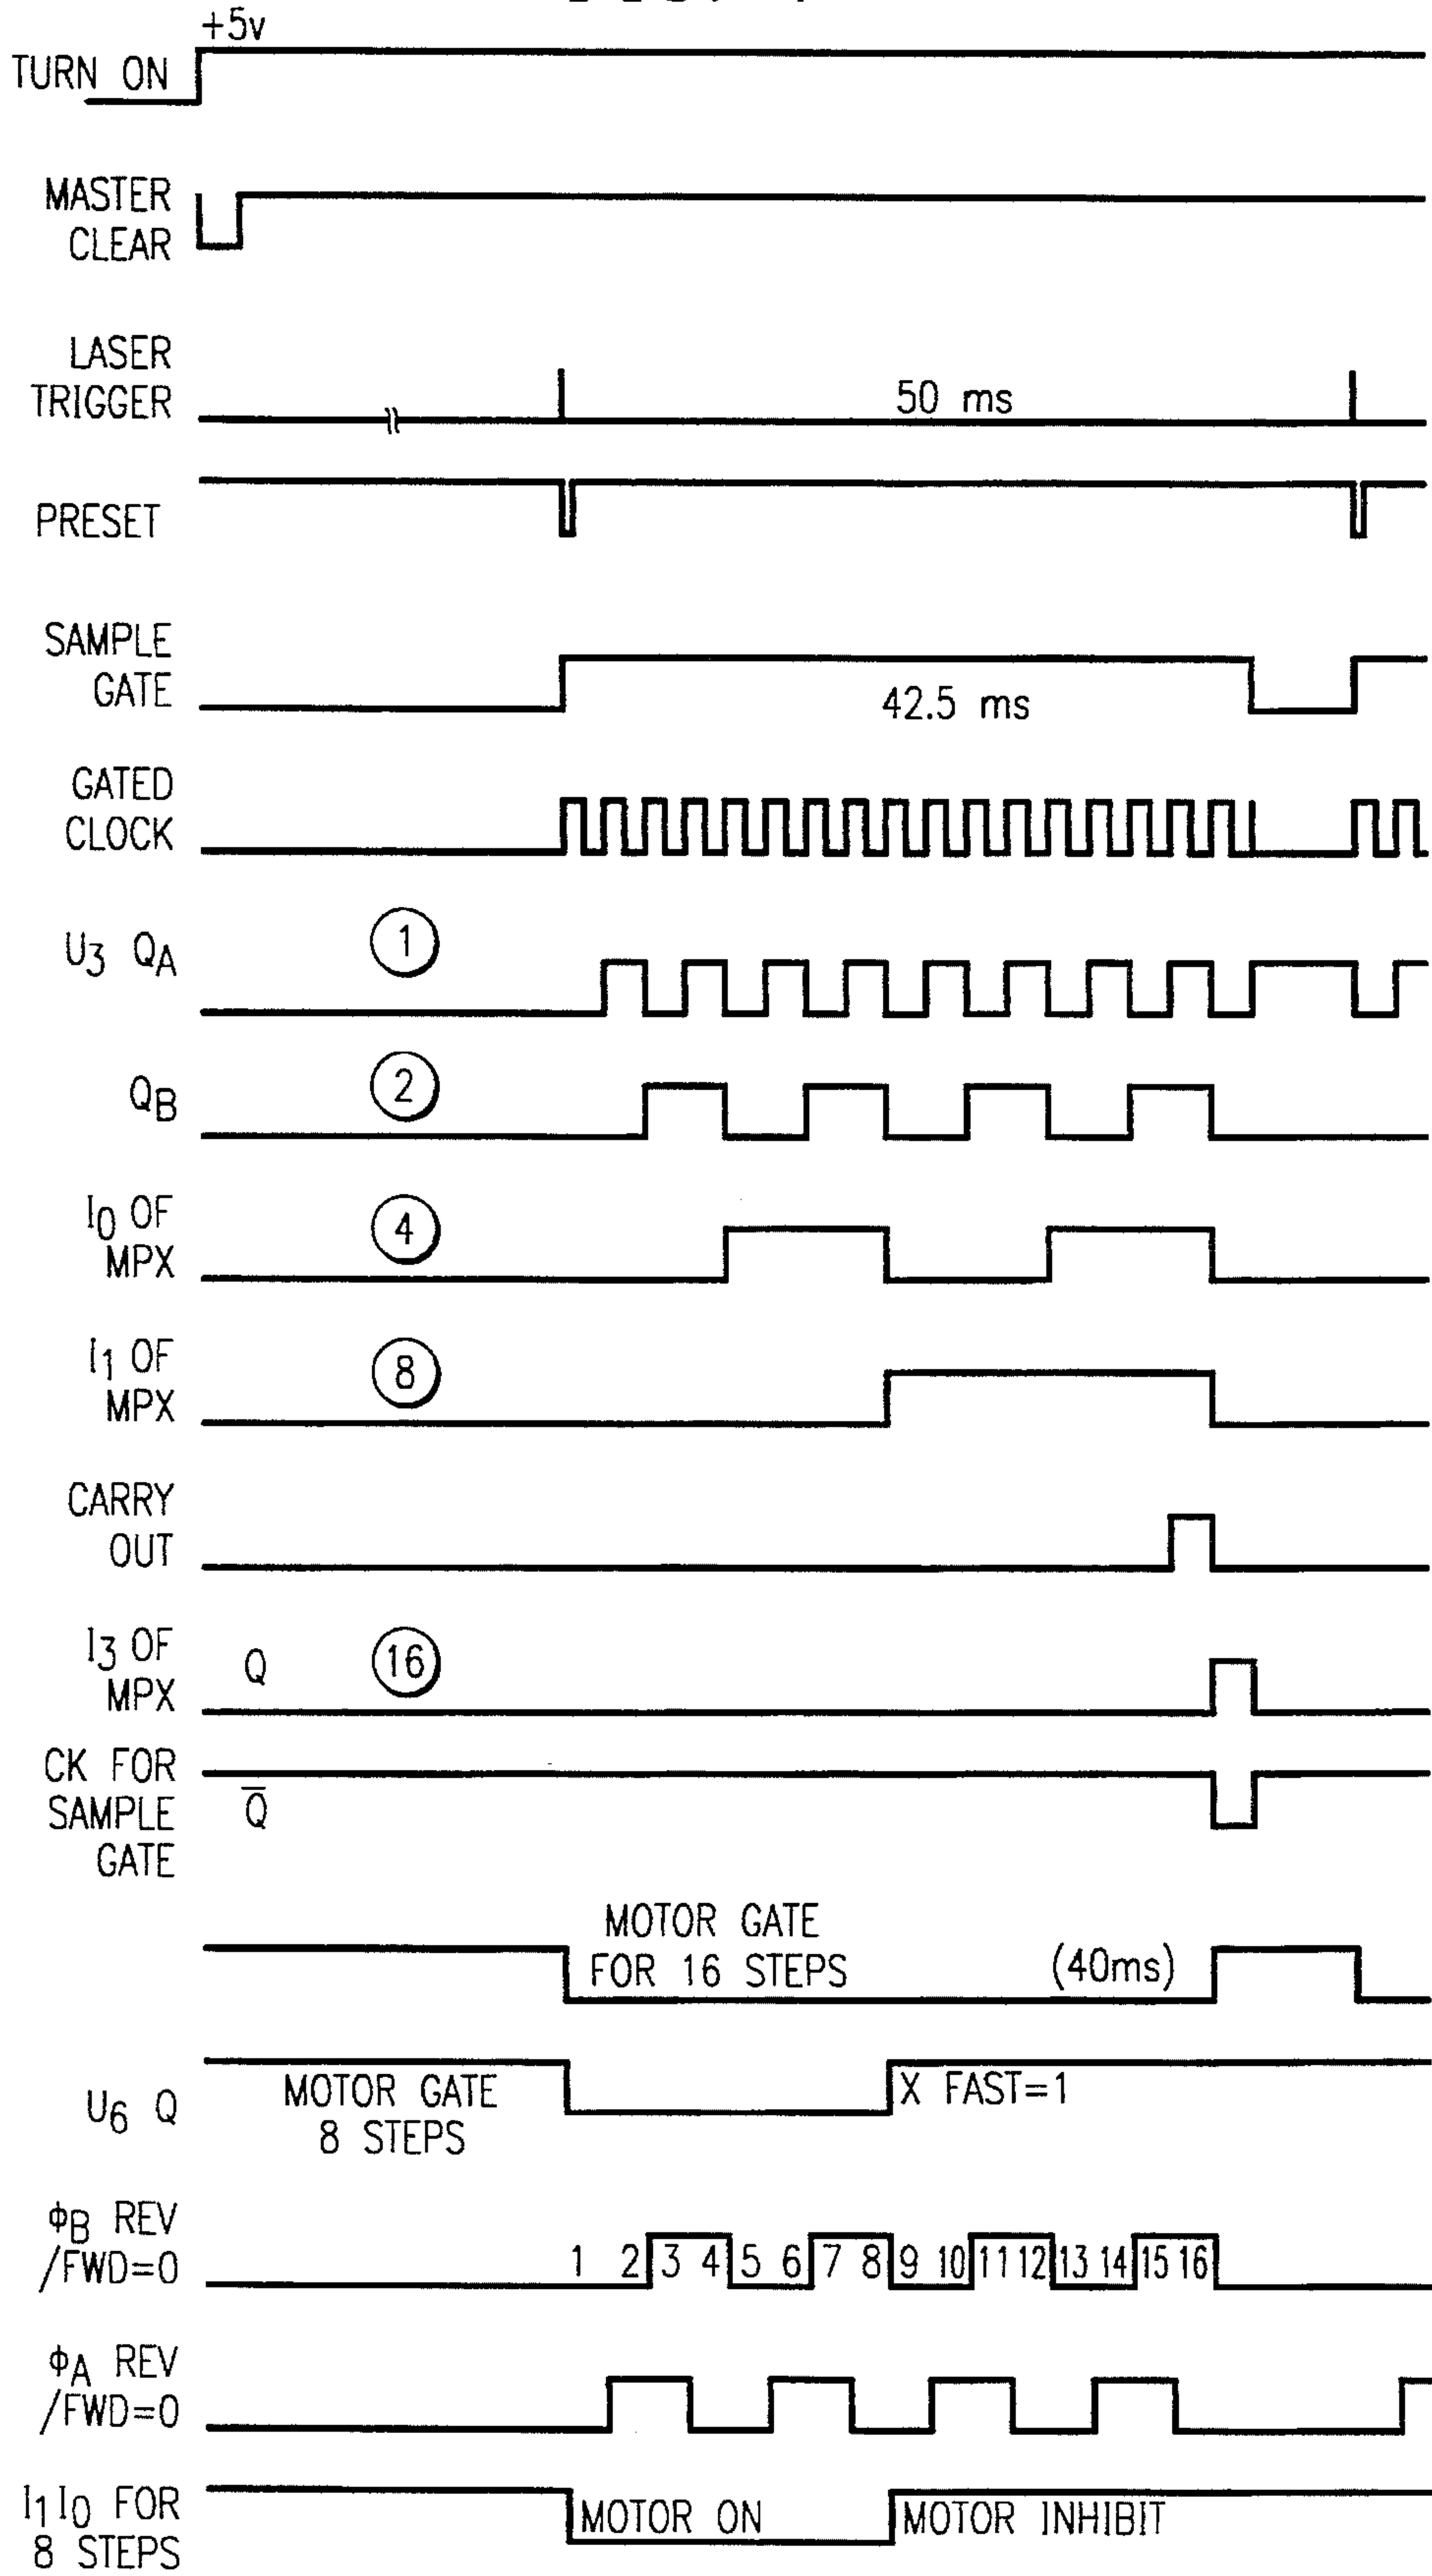 +5v
TURN ON
MASTER
CLEAR
LASER
TRIGGER
50 ms
PRESET
SAMPLE
GATE
42.5 ms
GATED
CLOCK
U3 QA
1
QB
2
I0 OF
MPX
4
I1 OF
MPX
8
CARRY
OUT
I3 OF
MPX
Q
16
CK FOR
SAMPLE
GATE
Q̅
MOTOR GATE
FOR 16 STEPS
(40ms)
U6 Q
MOTOR GATE
8 STEPS
X FAST=1
ΦB REV
/FWD=0
1 2 3 4 5 6 7 8 9 10 11 12 13 14 15 16
ΦA REV
/FWD=0
I1I0 FOR
8 STEPS
MOTOR ON
MOTOR INHIBIT